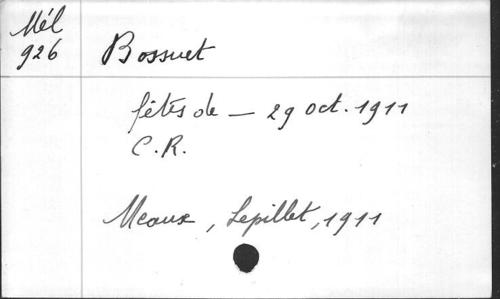 Mél
926
Bossuet
fêtes de — 29 oct. 1911
C.R.
Meaux, Lepillet, 1911